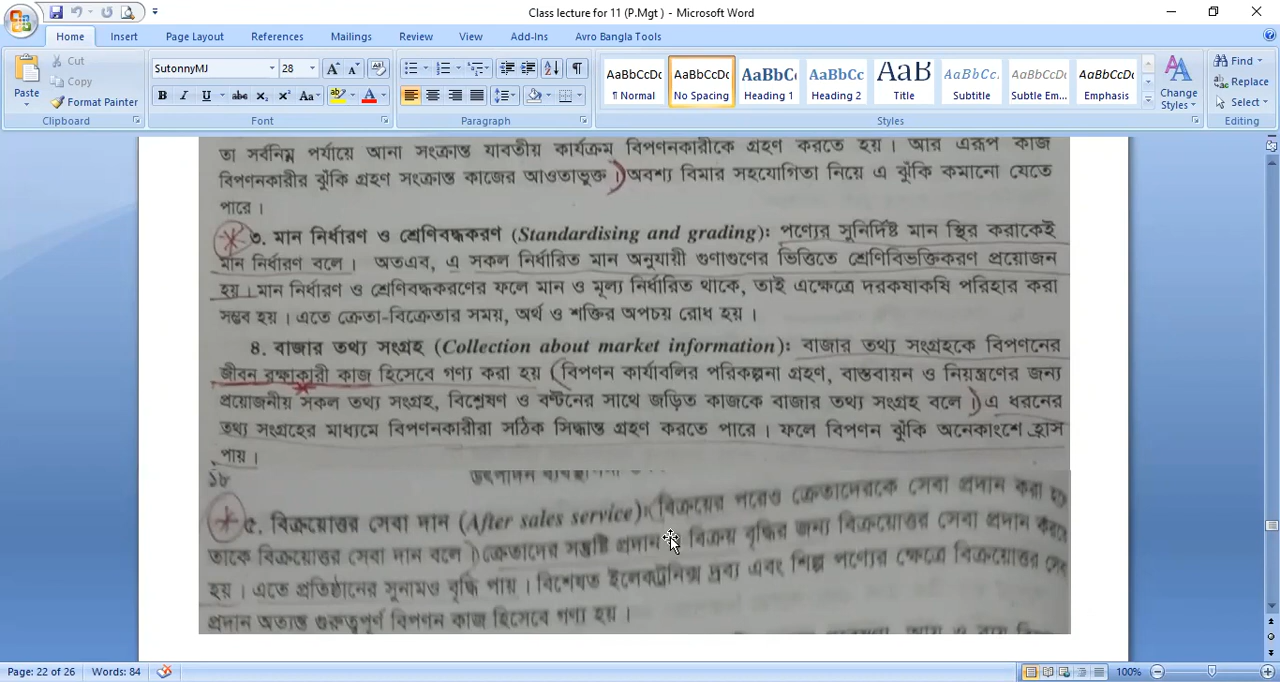 Class lecture for 11 (P.Mgt ) - Microsoft Word
Home Insert Page Layout References Mailings Review View Add-Ins Avro Bangla Tools
Cut
Copy
Format Painter
Paste
Clipboard
SutonnyMJ 28
Font
Paragraph
AaBbCcDc AaBbCcDc AaBbC AaBbCc AaB AaBbCc. AaBbCcDc AaBbCcDc
¶ Normal No Spacing Heading 1 Heading 2 Title Subtitle Subtle Em... Emphasis
Change Styles
Styles
Find
Replace
Select
Editing
তা সর্বনিম্ন পর্যায়ে আনা সংক্রান্ত যাবতীয় কার্যক্রম বিপণনকারীকে গ্রহণ করতে হয়। আর এরূপ কাজ
বিপণনকারীর ঝুঁকি গ্রহণ সংক্রান্ত কাজের আওতাভুক্ত। অবশ্য বিমার সহযোগিতা নিয়ে এ ঝুঁকি কমানো যেতে
পারে।
৩. মান নির্ধারণ ও শ্রেণিবদ্ধকরণ (Standardising and grading): পণ্যের সুনির্দিষ্ট মান স্থির করাকেই
মান নির্ধারণ বলে। অতএব, এ সকল নির্ধারিত মান অনুযায়ী গুণাগুণের ভিত্তিতে শ্রেণিবিভক্তিকরণ প্রয়োজন
হয়। মান নির্ধারণ ও শ্রেণিবদ্ধকরণের ফলে মান ও মূল্য নির্ধারিত থাকে, তাই এক্ষেত্রে দরকষাকষি পরিহার করা
সম্ভব হয়। এতে ক্রেতা-বিক্রেতার সময়, অর্থ ও শক্তির অপচয় রোধ হয়।
৪. বাজার তথ্য সংগ্রহ (Collection about market information): বাজার তথ্য সংগ্রহকে বিপণনের
জীবন রক্ষাকারী কাজ হিসেবে গণ্য করা হয় (বিপণন কার্যাবলির পরিকল্পনা গ্রহণ, বাস্তবায়ন ও নিয়ন্ত্রণের জন্য
প্রয়োজনীয় সকল তথ্য সংগ্রহ, বিশ্লেষণ ও বণ্টনের সাথে জড়িত কাজকে বাজার তথ্য সংগ্রহ বলে।) এ ধরনের
তথ্য সংগ্রহের মাধ্যমে বিপণনকারীরা সঠিক সিদ্ধান্ত গ্রহণ করতে পারে। ফলে বিপণন ঝুঁকি অনেকাংশে হ্রাস
পায়।
১৮
৫. বিক্রয়োত্তর সেবা দান (After sales service): (বিক্রয়ের পরেও ক্রেতাদেরকে সেবা প্রদান করা হয়
তাকে বিক্রয়োত্তর সেবা দান বলে।) ক্রেতাদের সন্তুষ্টি প্রদান বিক্রয় বৃদ্ধির জন্য বিক্রয়োত্তর সেবা প্রদান করতে
হয়। এতে প্রতিষ্ঠানের সুনামও বৃদ্ধি পায়। বিশেষত ইলেকট্রনিক্স দ্রব্য এবং শিল্প পণ্যের ক্ষেত্রে বিক্রয়োত্তর
প্রদান অত্যন্ত গুরুত্বপূর্ণ বিপণন কাজ হিসেবে গণ্য হয়।
Page: 22 of 26 Words: 84 100%